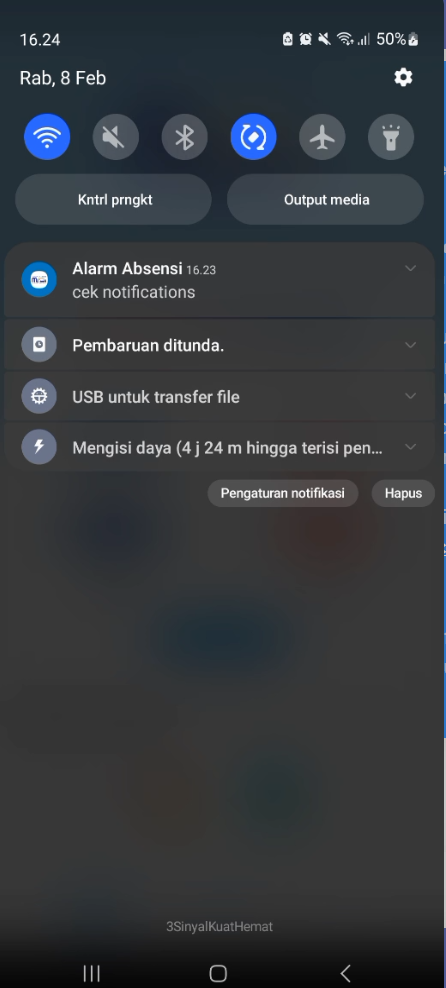 16.24 50%
Rab, 8 Feb
Kntrl prngkt Output media
Alarm Absensi 16.23
cek notifications
Pembaruan ditunda.
USB untuk transfer file
Mengisi daya (4 j 24 m hingga terisi pen...
Pengaturan notifikasi Hapus
3SinyalKuatHemat